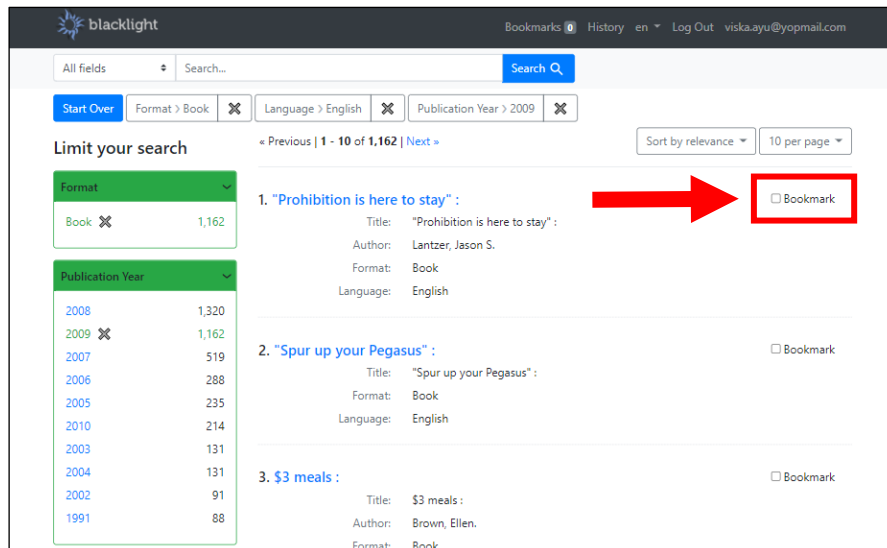 blacklight
Bookmarks 0 History en Log Out viska.ayu@yopmail.com
All fields Search... Search
Start Over Format > Book ✖ Language > English ✖ Publication Year > 2009 ✖
Limit your search
« Previous | 1 - 10 of 1,162 | Next »
Sort by relevance 10 per page
Format
Book ✖ 1,162
Publication Year
2008 1,320
2009 ✖ 1,162
2007 519
2006 288
2005 235
2010 214
2003 131
2004 131
2002 91
1991 88
1. "Prohibition is here to stay" :
Bookmark
Title: "Prohibition is here to stay" :
Author: Lantzer, Jason S.
Format: Book
Language: English
2. "Spur up your Pegasus" :
Bookmark
Title: "Spur up your Pegasus" :
Format: Book
Language: English
3. $3 meals :
Bookmark
Title: $3 meals :
Author: Brown, Ellen.
Format: Book